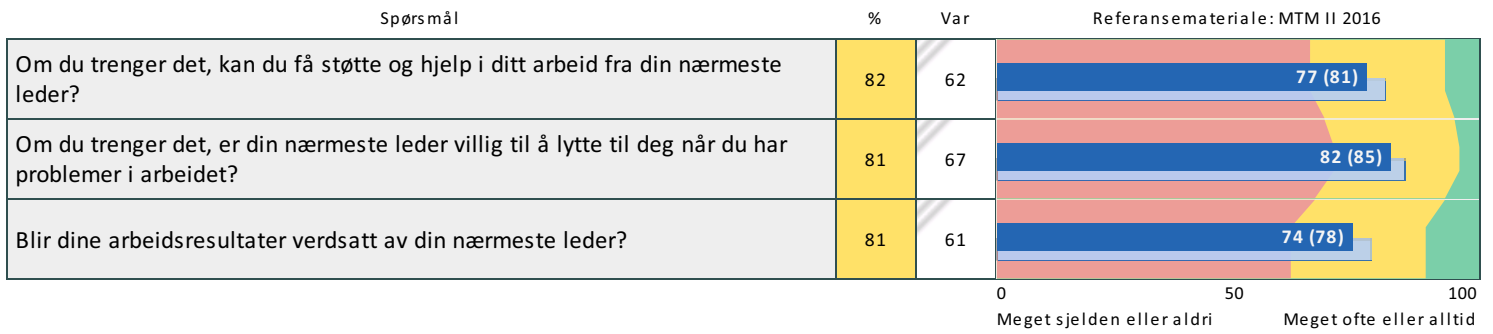 Spørsmål % Var Referansemateriale: MTM II 2016
Om du trenger det, kan du få støtte og hjelp i ditt arbeid fra din nærmeste
leder?
82 62 77 (81)
Om du trenger det, er din nærmeste leder villig til å lytte til deg når du har
problemer i arbeidet?
81 67 82 (85)
Blir dine arbeidsresultater verdsatt av din nærmeste leder? 81 61 74 (78)
0 50 100
Meget sjelden eller aldri Meget ofte eller alltid